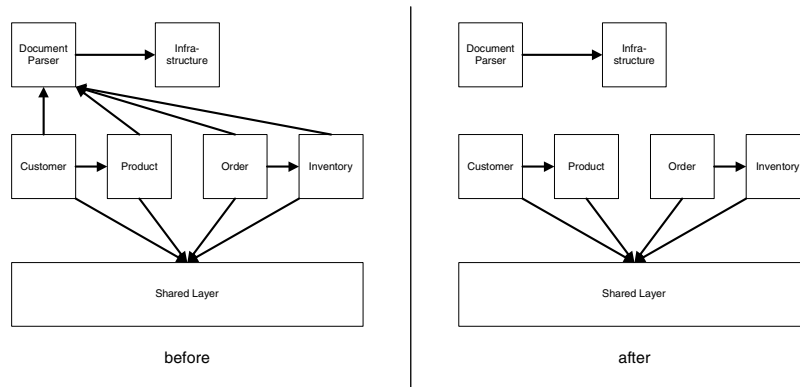 Document
Parser
Infra-
structure
Customer
Product
Order
Inventory
Shared Layer
before
Document
Parser
Infra-
structure
Customer
Product
Order
Inventory
Shared Layer
after